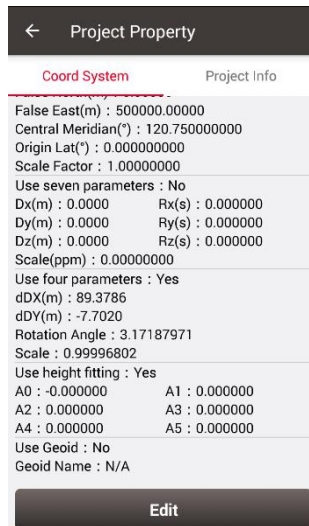 Project Property
Coord System Project Info
False East(m) : 500000.00000
Central Meridian(°) : 120.750000000
Origin Lat(°) : 0.000000000
Scale Factor : 1.00000000
Use seven parameters : No
Dx(m) : 0.0000 Rx(s) : 0.000000
Dy(m) : 0.0000 Ry(s) : 0.000000
Dz(m) : 0.0000 Rz(s) : 0.000000
Scale(ppm) : 0.00000000
Use four parameters : Yes
dDX(m) : 89.3786
dDY(m) : -7.7020
Rotation Angle : 3.17187971
Scale : 0.99996802
Use height fitting : Yes
A0 : -0.000000 A1 : 0.000000
A2 : 0.000000 A3 : 0.000000
A4 : 0.000000 A5 : 0.000000
Use Geoid : No
Geoid Name : N/A
Edit